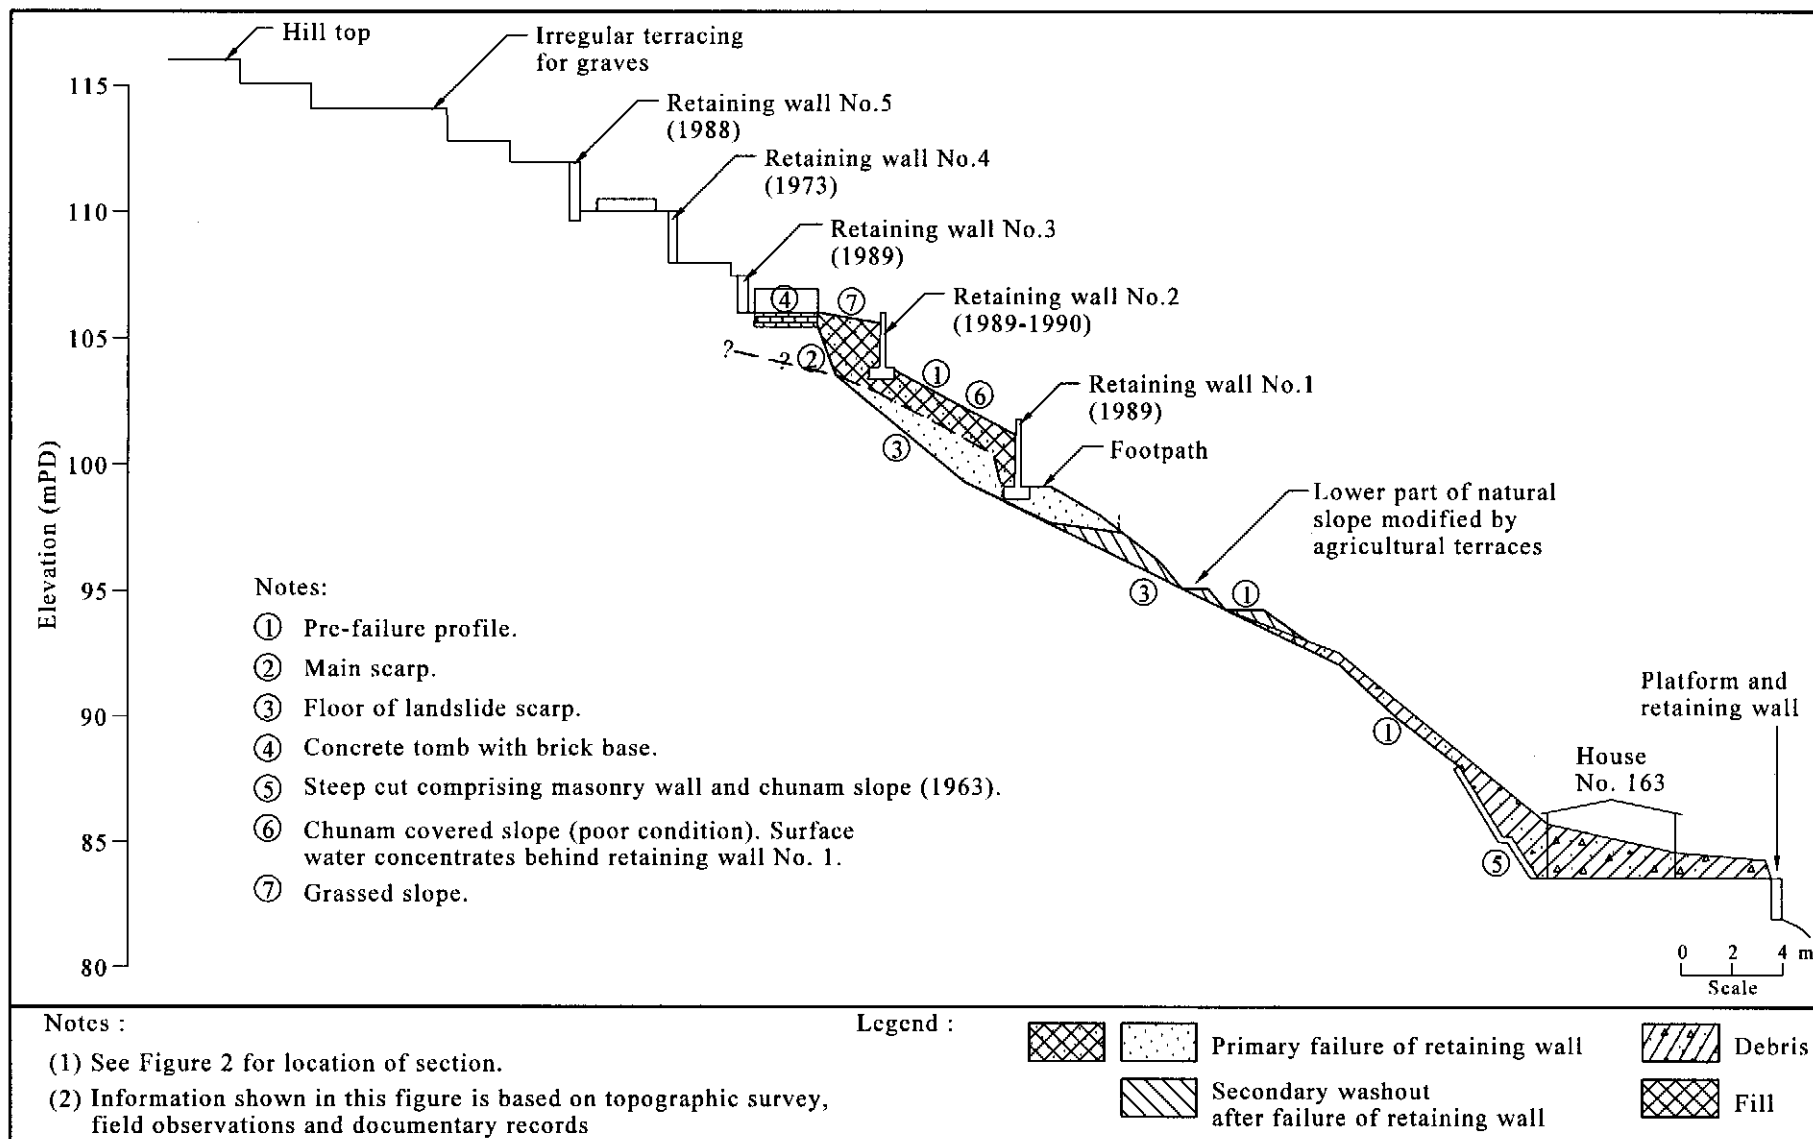 Hill top
Irregular terracing
for graves
115
Retaining wall No.5
(1988)
Retaining wall No.4
(1973)
110
Retaining wall No.3
(1989)
4
7
Retaining wall No.2
(1989-1990)
105
?
?
2
1
6
Retaining wall No.1
(1989)
3
Footpath
100
Elevation (mPD)
Lower part of natural
slope modified by
agricultural terraces
95
3
1
Notes:
1 Pre-failure profile.
2 Main scarp.
3 Floor of landslide scarp.
4 Concrete tomb with brick base.
5 Steep cut comprising masonry wall and chunam slope (1963).
6 Chunam covered slope (poor condition). Surface
water concentrates behind retaining wall No. 1.
7 Grassed slope.
90
1
Platform and
retaining wall
House
No. 163
85
5
80
0 2 4 m
Scale
Notes :
(1) See Figure 2 for location of section.
(2) Information shown in this figure is based on topographic survey,
field observations and documentary records
Legend :
Primary failure of retaining wall
Secondary washout
after failure of retaining wall
Debris
Fill